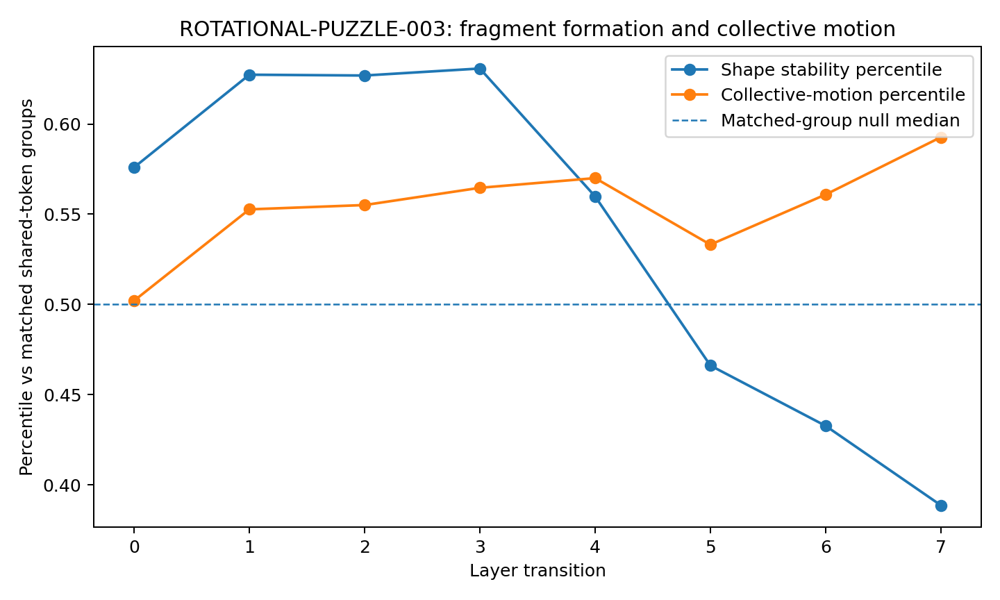 ROTATIONAL-PUZZLE-003: fragment formation and collective motion
Shape stability percentile
Collective-motion percentile
Matched-group null median
Percentile vs matched shared-token groups
0.60
0.55
0.50
0.45
0.40
0 1 2 3 4 5 6 7
Layer transition